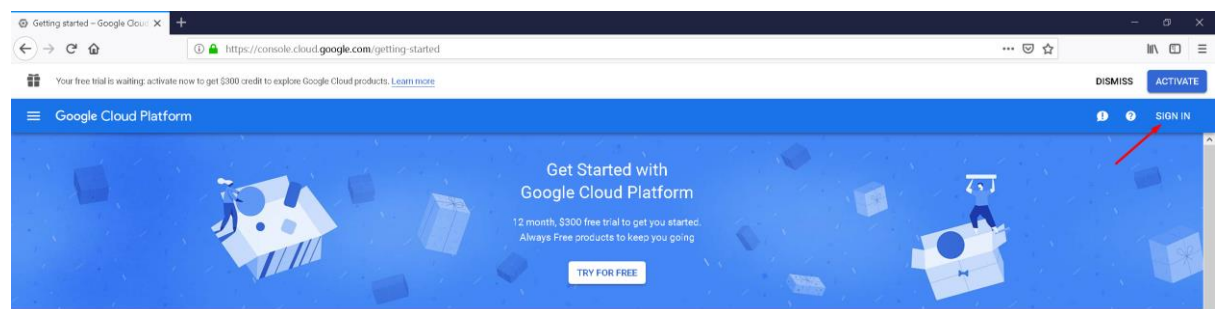 Getting started – Google Clou
https://console.cloud.google.com/getting-started
Your free trial is waiting: activate now to get $300 credit to explore Google Cloud products. Learn more
DISMISS
ACTIVATE
Google Cloud Platform
SIGN IN
Get Started with
Google Cloud Platform
12 month, $300 free trial to get you started.
Always Free products to keep you going
TRY FOR FREE